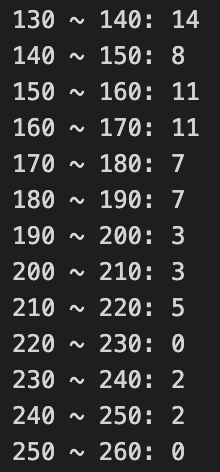 130 ~ 140: 14
140 ~ 150: 8
150 ~ 160: 11
160 ~ 170: 11
170 ~ 180: 7
180 ~ 190: 7
190 ~ 200: 3
200 ~ 210: 3
210 ~ 220: 5
220 ~ 230: 0
230 ~ 240: 2
240 ~ 250: 2
250 ~ 260: 0